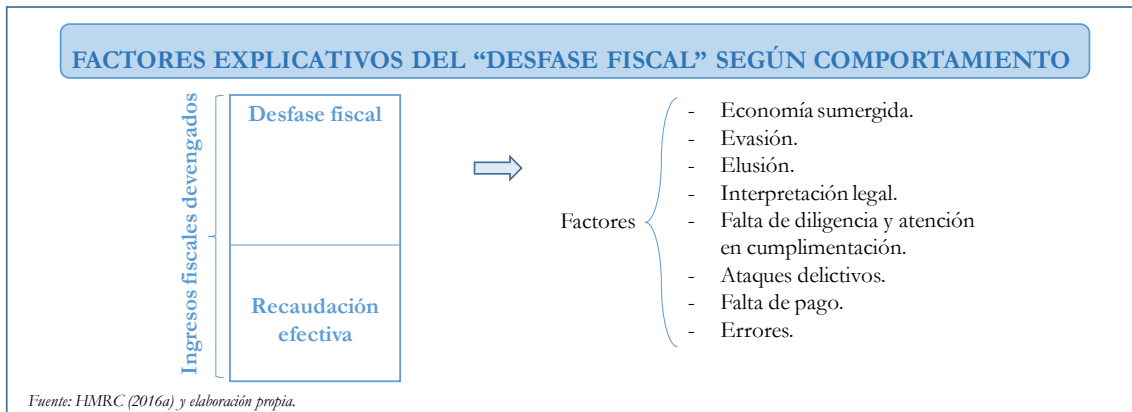 FACTORES EXPLICATIVOS DEL “DESFASE FISCAL” SEGÚN COMPORTAMIENTO
Ingresos fiscales devengados
Desfase fiscal
Recaudación
efectiva
Factores
- Economía sumergida.
- Evasión.
- Elusión.
- Interpretación legal.
- Falta de diligencia y atención
en cumplimentación.
- Ataques delictivos.
- Falta de pago.
- Errores.
Fuente: HMRC (2016a) y elaboración propia.